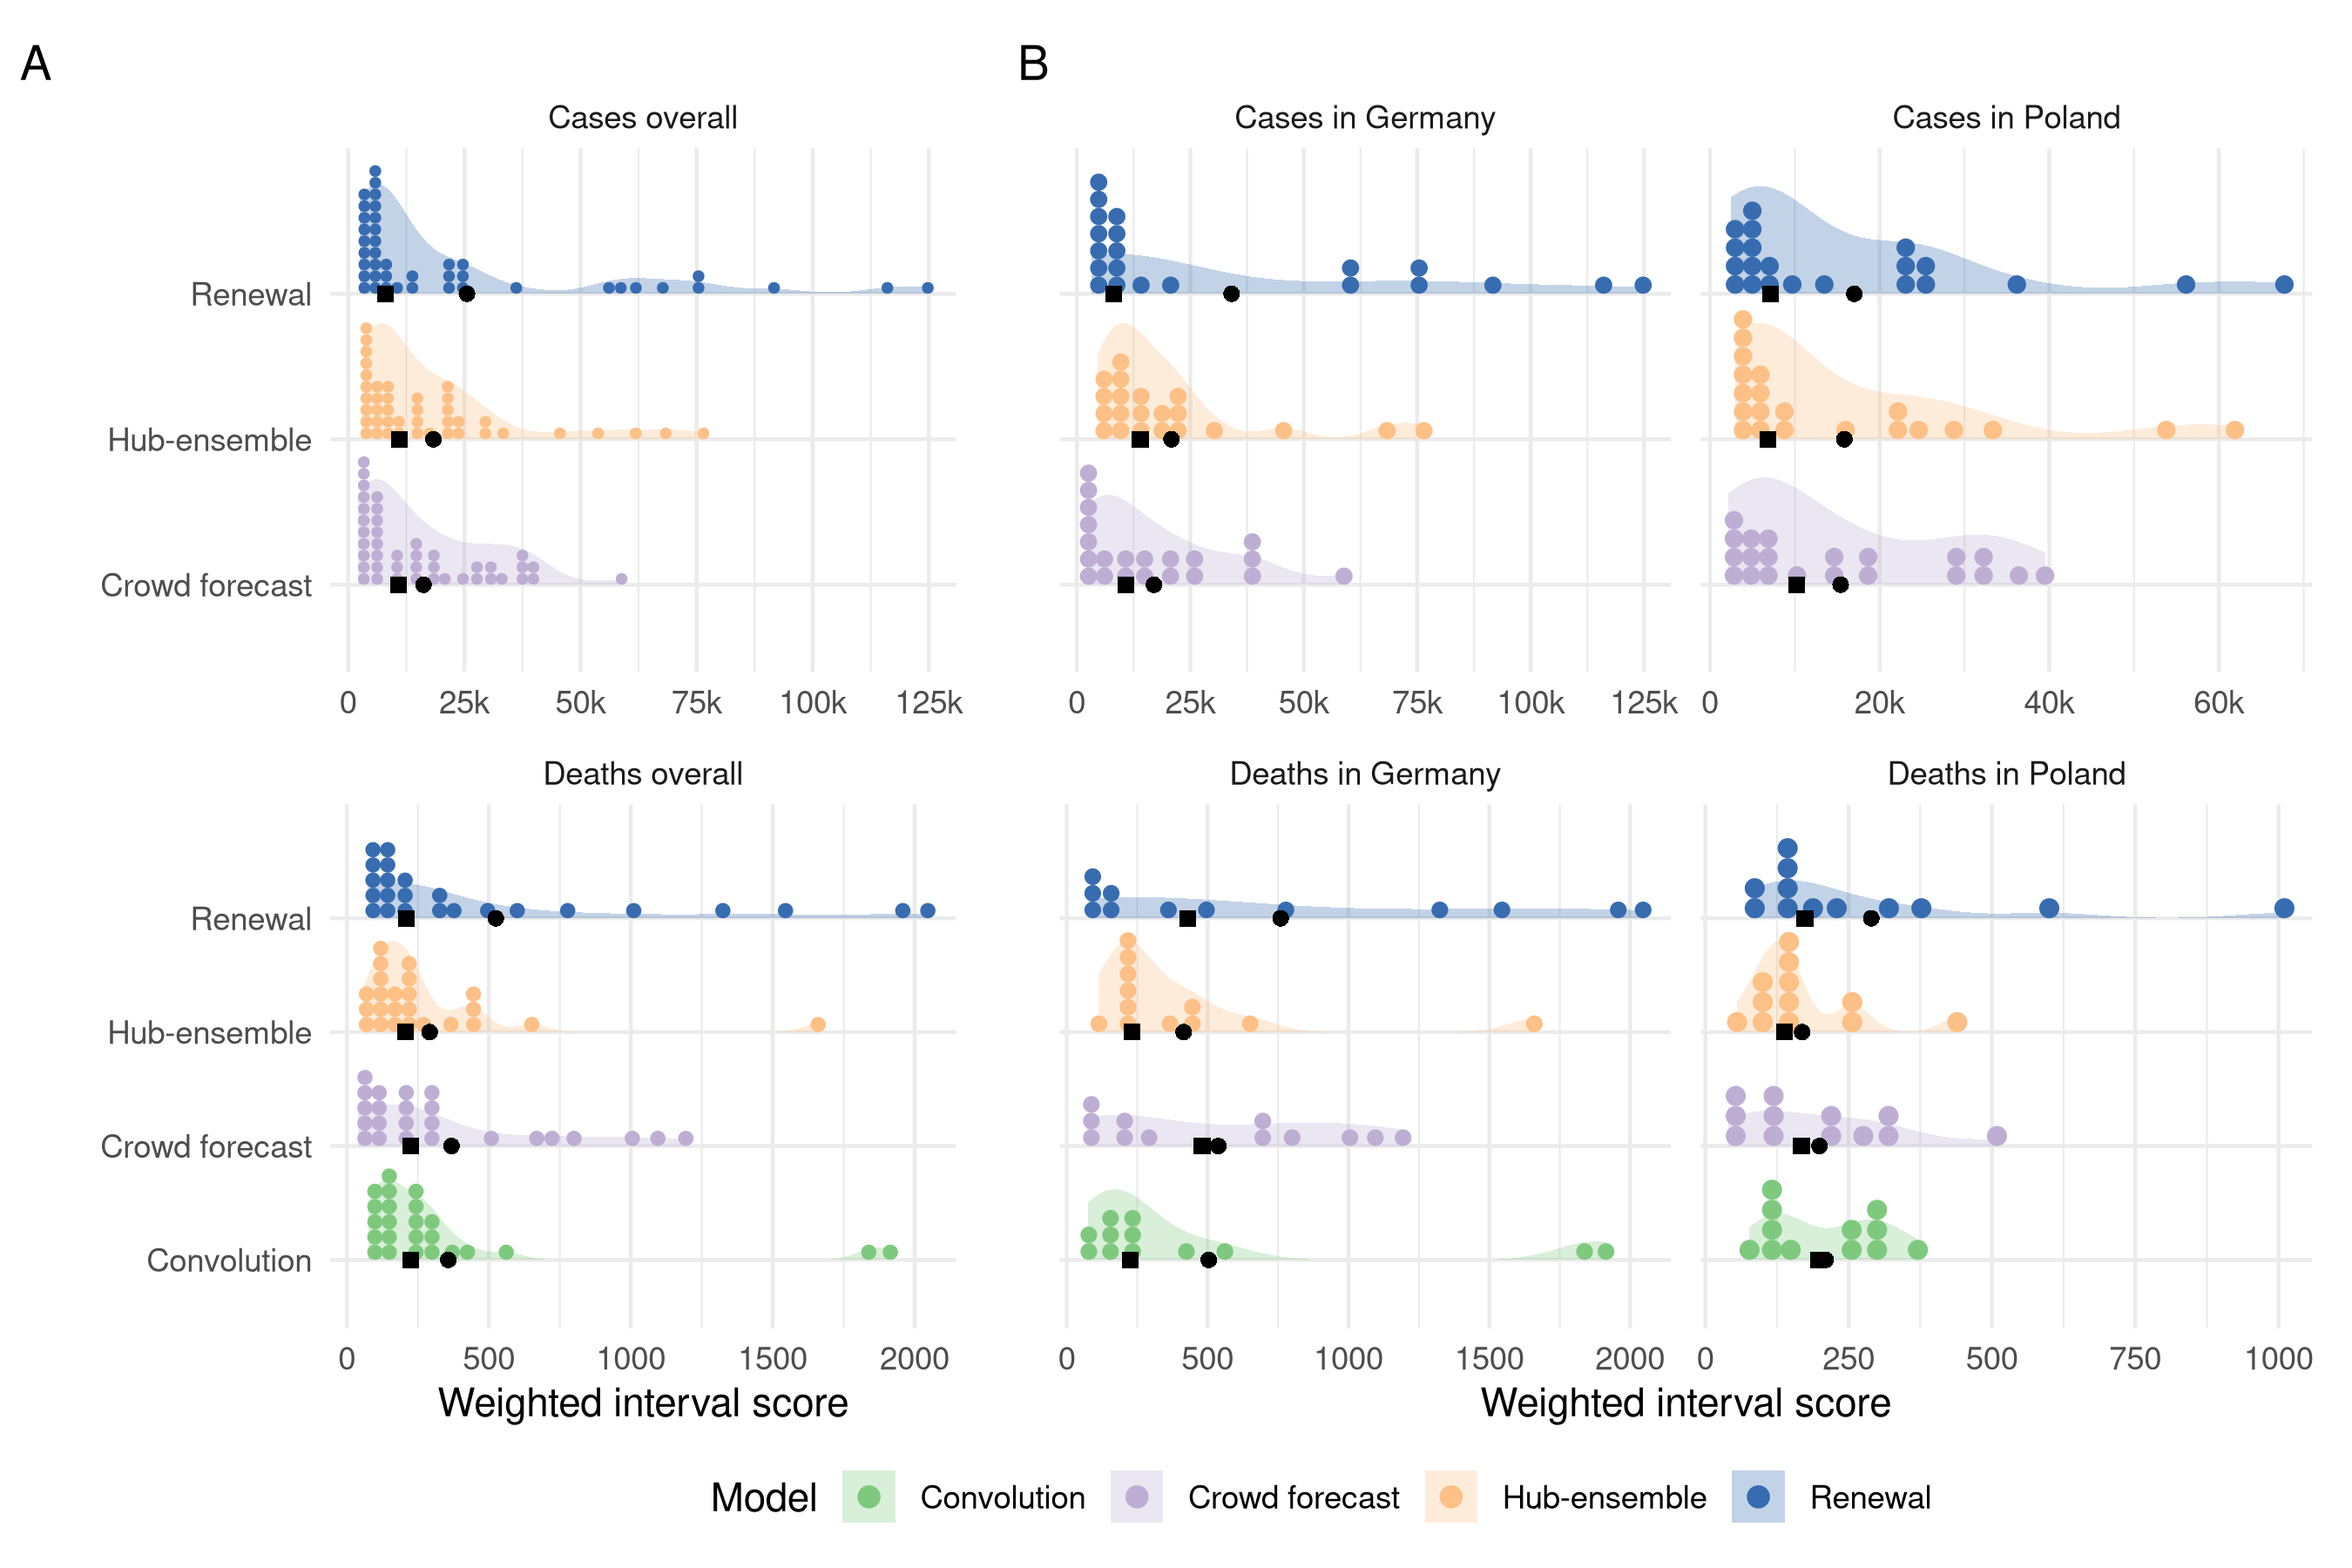 A
B
Cases overall
Cases in Germany
Cases in Poland
Renewal
Hub-ensemble
Crowd forecast
0 25k 50k 75k 100k 125k
0 25k 50k 75k 100k 125k
0 20k 40k 60k
Deaths overall
Deaths in Germany
Deaths in Poland
Renewal
Hub-ensemble
Crowd forecast
Convolution
0 500 1000 1500 2000
0 500 1000 1500 2000
0 250 500 750 1000
Weighted interval score
Weighted interval score
Model Convolution Crowd forecast Hub-ensemble Renewal